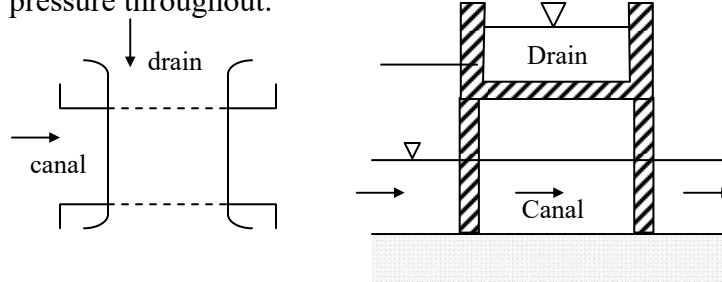 pressure throughout.
drain
canal
Drain
Canal